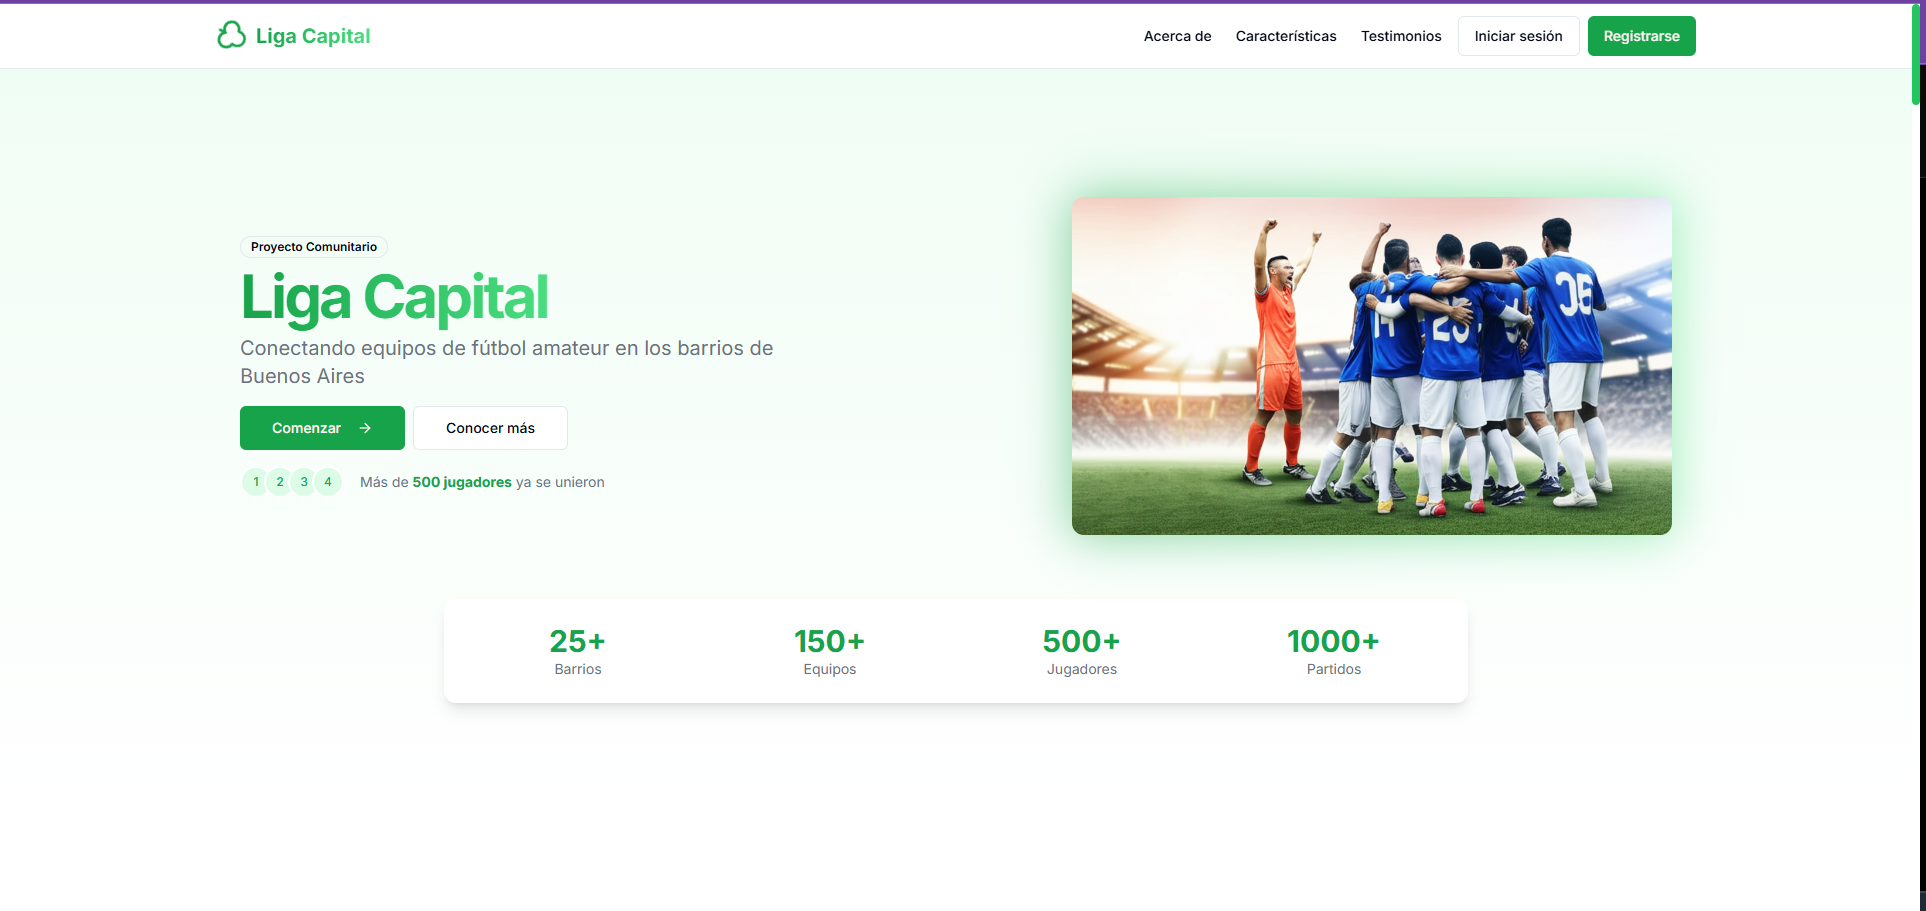 Liga Capital
Acerca de
Características
Testimonios
Iniciar sesión
Registrarse
Proyecto Comunitario
Liga Capital
Conectando equipos de fútbol amateur en los barrios de
Buenos Aires
Comenzar →
Conocer más
1 2 3 4
Más de 500 jugadores ya se unieron
14
25+
Barrios
150+
Equipos
500+
Jugadores
1000+
Partidos